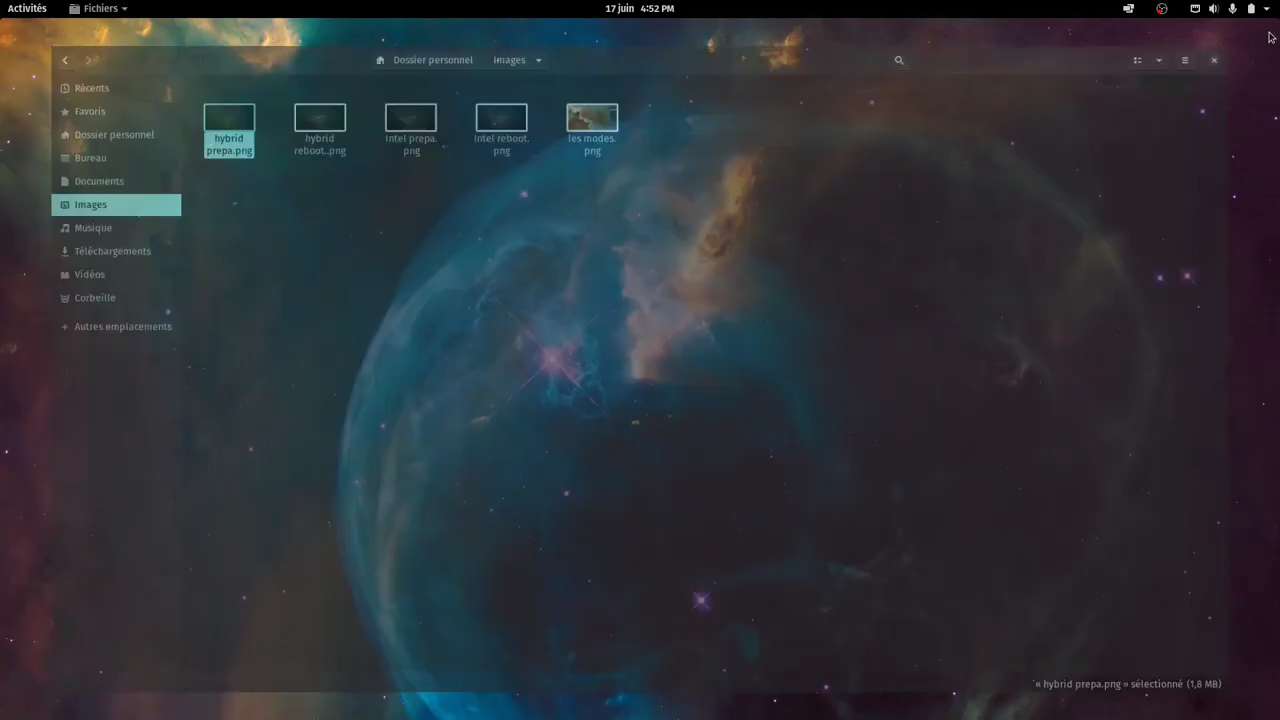 Activités Fichiers 17 juin 4:52 PM
Dossier personnel Images
Récents
Favoris
Dossier personnel
Bureau
Documents
Images
Musique
Téléchargements
Vidéos
Corbeille
Autres emplacements
hybrid
prepa.png
hybrid
reboot..png
Intel prepa.
png
Intel reboot.
png
les modes.
png
« hybrid prepa.png » sélectionné (1,8 MB)